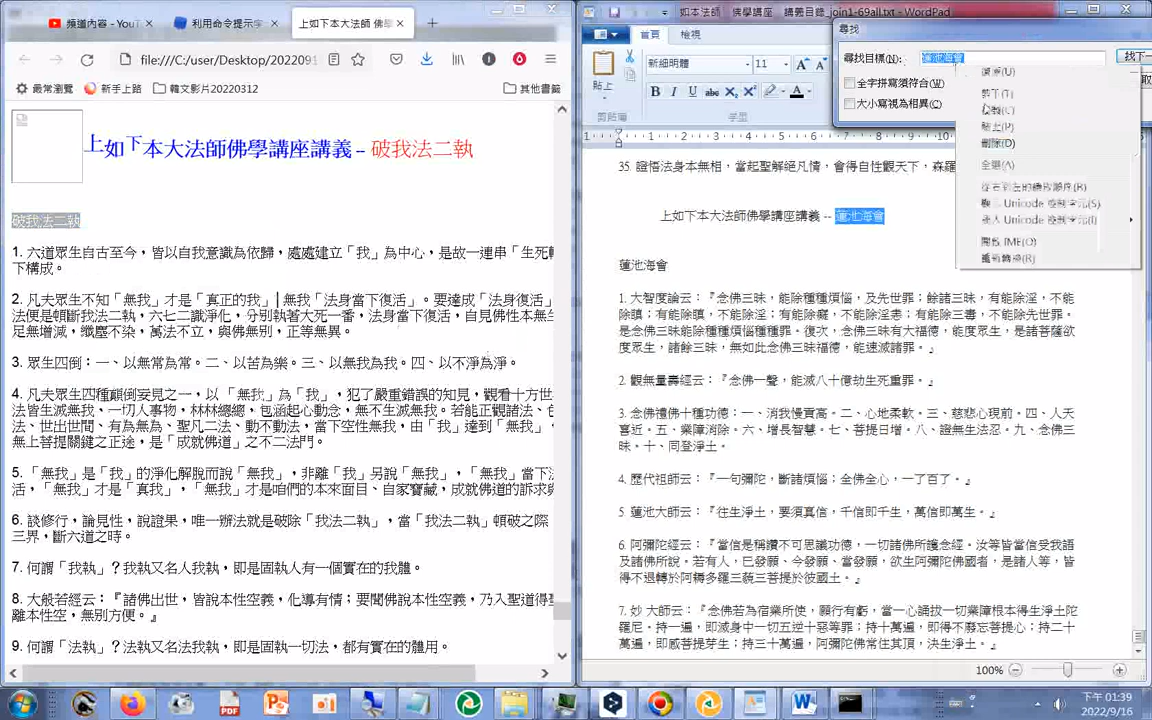 頻道內容 - YouT
利用命令提示字
上如下本大法師 佛學
file:///C:/user/Desktop/2022091
最常瀏覽 新手上路 韓文影片20220312 其他書籤
上如下本大法師佛學講座講義 -- 破我法二執
破我法二執
1. 六道眾生自古至今，皆以自我意識為依歸，處處建立「我」為中心，是故一連串「生死
下構成。
2. 凡夫眾生不知「無我」才是「真正的我」無我「法身當下復活」。要達成「法身復活」
法便是頓斷我法二執，六七二識淨化，分別執著大死一番，法身當下復活，自見佛性本無生
足無增減，纖塵不染，萬法不立，與佛無別，正等無異。
3. 眾生四倒：一、以無常為常。二、以苦為樂。三、以無我為我。四、以不淨為淨。
4. 凡夫眾生四種顛倒妄見之一，以「無我」為「我」，犯了嚴重錯誤的知見，觀看十方世
法皆生滅無我、一切人事物，林林總總，包涵起心動念，無不生滅無我。若能正觀諸法、色
法、世出世間、有為無為、聖凡二法、動不動法，當下空性無我，由「我」達到「無我」，
無上菩提關鍵之正途，是「成就佛道」之不二法門。
5. 「無我」是「我」的淨化解脫而說「無我」，非離「我」另說「無我」，「無我」當下法
活，「無我」才是「真我」，「無我」才是咱們的本來面目、自家寶藏，成就佛道的訴求與
6. 談修行，論見性，說證果，唯一辦法就是破除「我法二執」，當「我法二執」頓破之際
三界，斷六道之時。
7. 何謂「我執」？我執又名人我執，即是固執人有一個實在的我體。
8. 大般若經云：『諸佛出世，皆說本性空義，化導有情；要聞佛說本性空義，乃入聖道得聖
離本性空，無別方便。』
9. 何謂「法執」？法執又名法我執，即是固執一切法，都有實在的體用。
如本法師 佛學講座 講義目錄_join1-69all.txt - WordPad
首頁 檢視
貼上
剪貼簿
新細明體 11
字型
尋找
尋找目標(N): 蓮池海會 找下一
全字拼寫須符合(W)
大小寫視為相異(C)
復原(U)
剪下(T)
複製(C)
貼上(P)
刪除(D)
全選(A)
從右到左的讀取順序(R)
顯示 Unicode 控制字元(S)
插入 Unicode 控制字元(I)
開啟 IME(O)
重新轉換(R)
35. 證悟法身本無相，當起聖解絕凡情，會得自性觀天下，森羅
上如下本大法師佛學講座講義 -- 蓮池海會
蓮池海會
1. 大智度論云：『念佛三昧，能除種種煩惱，及先世罪；餘諸三昧，有能除淫，不能
除瞋；有能除瞋，不能除淫；有能除癡，不能除淫恚；有能除三毒，不能除先世罪。
是念佛三昧能除種種煩惱種種罪。復次，念佛三昧有大福德，能度眾生，是諸菩薩欲
度眾生，諸餘三昧，無如此念佛三昧福德，能速滅諸罪。』
2. 觀無量壽經云：『念佛一聲，能滅八十億劫生死重罪。』
3. 念佛禮佛十種功德：一、消我慢貢高。二、心地柔軟。三、慈悲心現前。四、人天
喜近。五、業障消除。六、增長智慧。七、菩提日增。八、證無生法忍。九、念佛三
昧。十、同登淨土。
4. 歷代祖師云：『一句彌陀，斷諸煩惱；全佛全心，一了百了。』
5 蓮池大師云：『往生淨土，要須真信，千信即千生，萬信即萬生。』
6. 阿彌陀經云：『當信是稱讚不可思議功德，一切諸佛所護念經。汝等皆當信受我語
及諸佛所說。若有人，已發願、今發願、當發願，欲生阿彌陀佛國者，是諸人等，皆
得不退轉於阿耨多羅三藐三菩提於彼國土。』
7. 妙 大師云：『念佛若為宿業所使，願行有虧，當一心誦拔一切業障根本得生淨土陀
羅尼。持一遍，即滅身中一切五逆十惡等罪；持十萬遍，即得不廢忘菩提心；持二十
萬遍，即感菩提芽生；持三十萬遍，阿彌陀佛常住其頂，決生淨土。』
100%
下午 01:39
2022/9/16